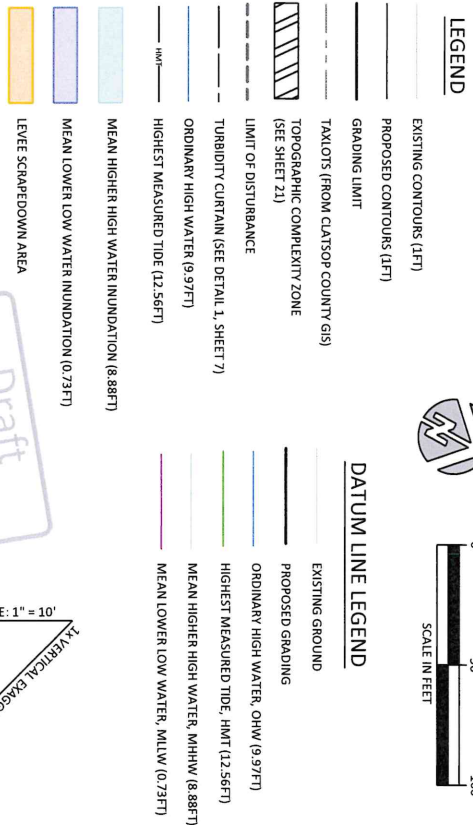 LEGEND
EXISTING CONTOURS (1FT)
PROPOSED CONTOURS (1FT)
GRADING LIMIT
TAXLOTS (FROM CLATSOP COUNTY GIS)
TOPOGRAPHIC COMPLEXITY ZONE
(SEE SHEET 21)
LIMIT OF DISTURBANCE
TURBIDITY CURTAIN (SEE DETAIL 1, SHEET 7)
ORDINARY HIGH WATER (9.97FT)
HMT
HIGHEST MEASURED TIDE (12.56FT)
MEAN HIGHER HIGH WATER INUNDATION (8.88FT)
MEAN LOWER LOW WATER INUNDATION (0.73FT)
LEVEE SCRAPEDOWN AREA
Draft
SCALE IN FEET
DATUM LINE LEGEND
EXISTING GROUND
PROPOSED GRADING
ORDINARY HIGH WATER, OHW (9.97FT)
HIGHEST MEASURED TIDE, HMT (12.56FT)
MEAN HIGHER HIGH WATER, MHHW (8.88FT)
MEAN LOWER LOW WATER, MLLW (0.73FT)
1" = 10'
1x VERTICAL